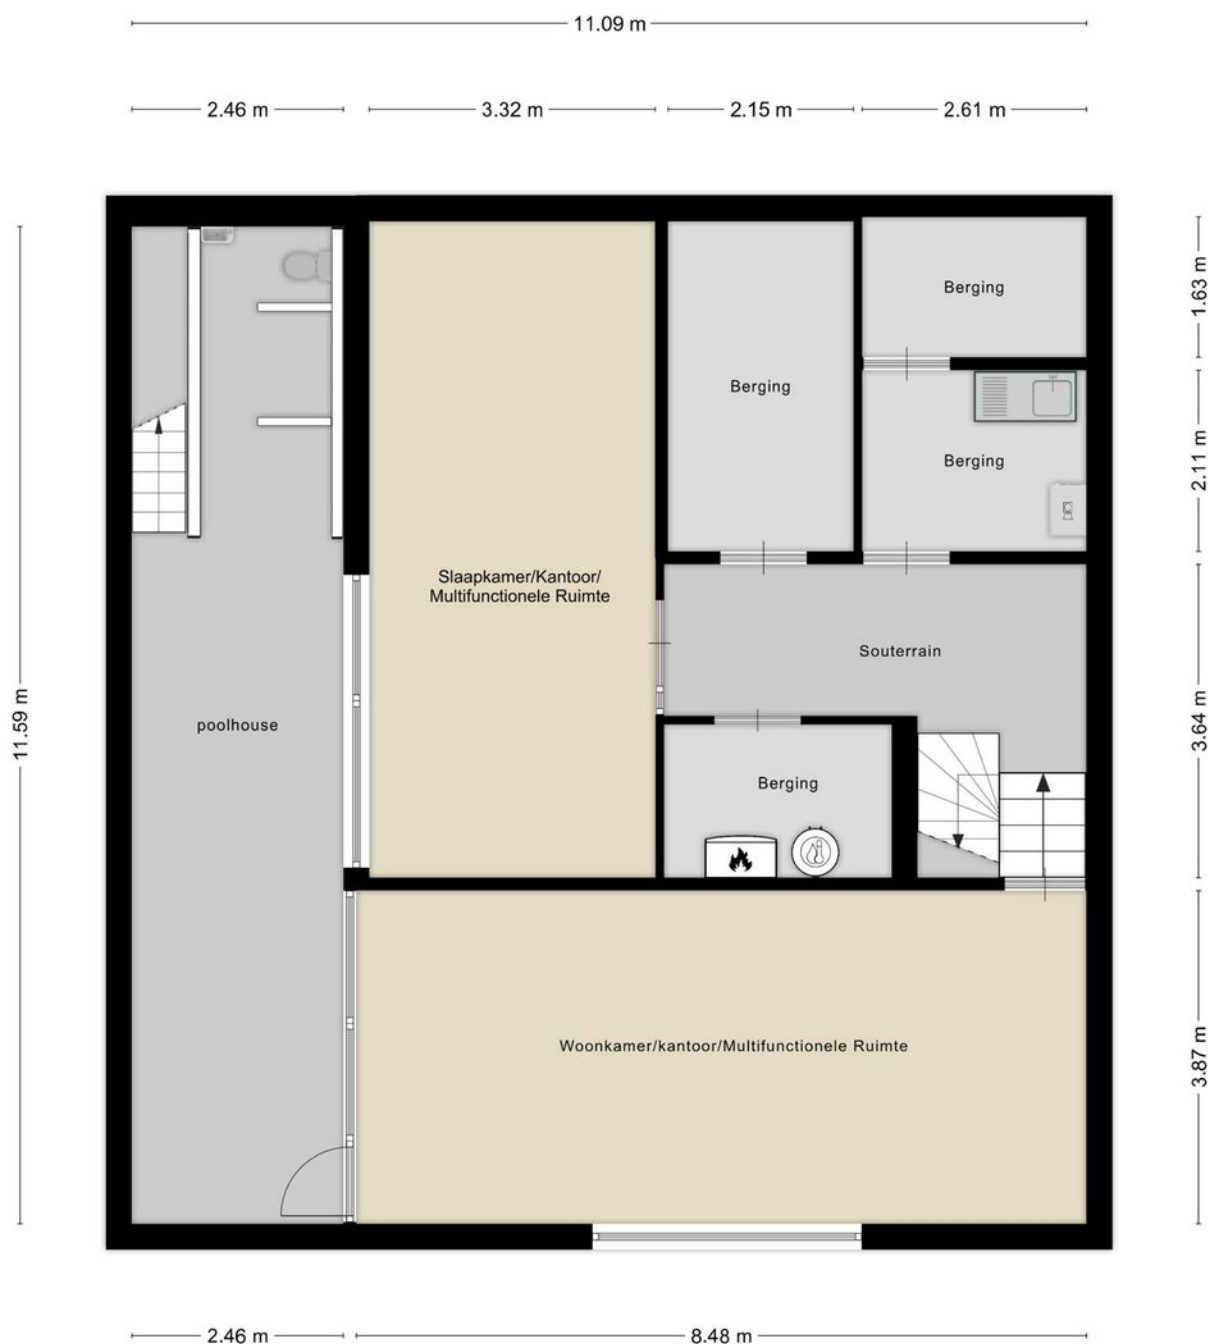 11.09 m
2.46 m
3.32 m
2.15 m
2.61 m
Berging
1.63 m
Berging
Berging
2.11 m
Slaapkamer/Kantoor/
Multifunctionele Ruimte
Souterrain
poolhouse
11.59 m
3.64 m
Berging
Woonkamer/kantoor/Multifunctionele Ruimte
3.87 m
2.46 m
8.48 m